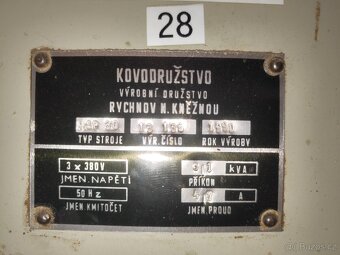 28
KOVODRUŽSTVO
VÝROBNÍ DRUŽSTVO
RYCHNOV N. KNĚŽNOU
TYP STROJE VÝR. ČÍSLO ROK VÝROBY
3 x 380V kVA
JMEN. NAPĚTÍ PŘÍKON
50 Hz A
JMEN. KMITOČET JMEN. PROUD